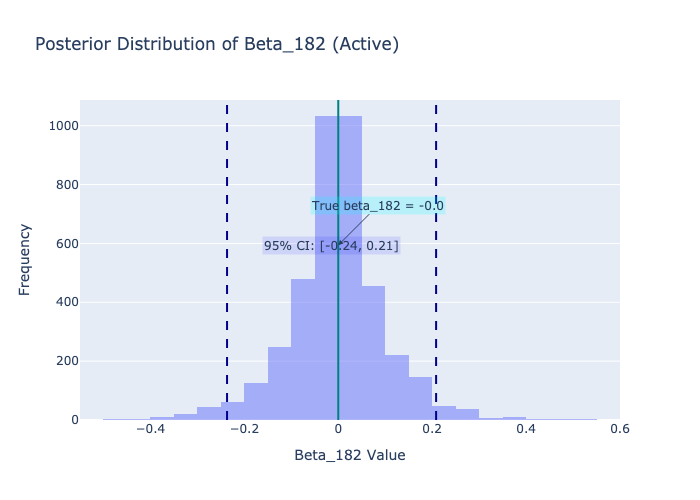 Posterior Distribution of Beta_182 (Active)
1000
800
600
400
200
0
True beta_182 = -0.0
95% CI: [-0.24, 0.21]
Frequency
−0.4
−0.2
0
0.2
0.4
0.6
Beta_182 Value